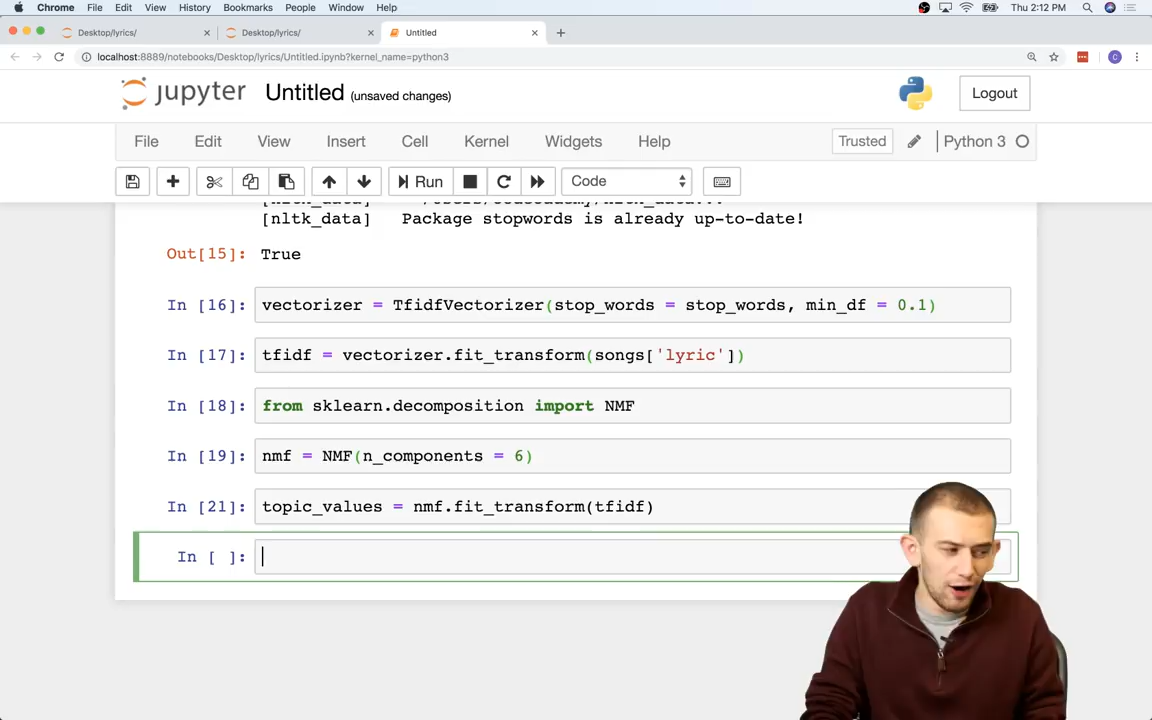 Chrome File Edit View History Bookmarks People Window Help Thu 2:12 PM
Desktop/lyrics/ Desktop/lyrics/ Untitled
localhost:8889/notebooks/Desktop/lyrics/Untitled.ipynb?kernel_name=python3 C
jupyter Untitled (unsaved changes) Logout
File Edit View Insert Cell Kernel Widgets Help Trusted Python 3
Run Code
[nltk_data] Package stopwords is already up-to-date!
Out[15]: True
In [16]: vectorizer = TfidfVectorizer(stop_words = stop_words, min_df = 0.1)
In [17]: tfidf = vectorizer.fit_transform(songs['lyric'])
In [18]: from sklearn.decomposition import NMF
In [19]: nmf = NMF(n_components = 6)
In [21]: topic_values = nmf.fit_transform(tfidf)
In [ ]: